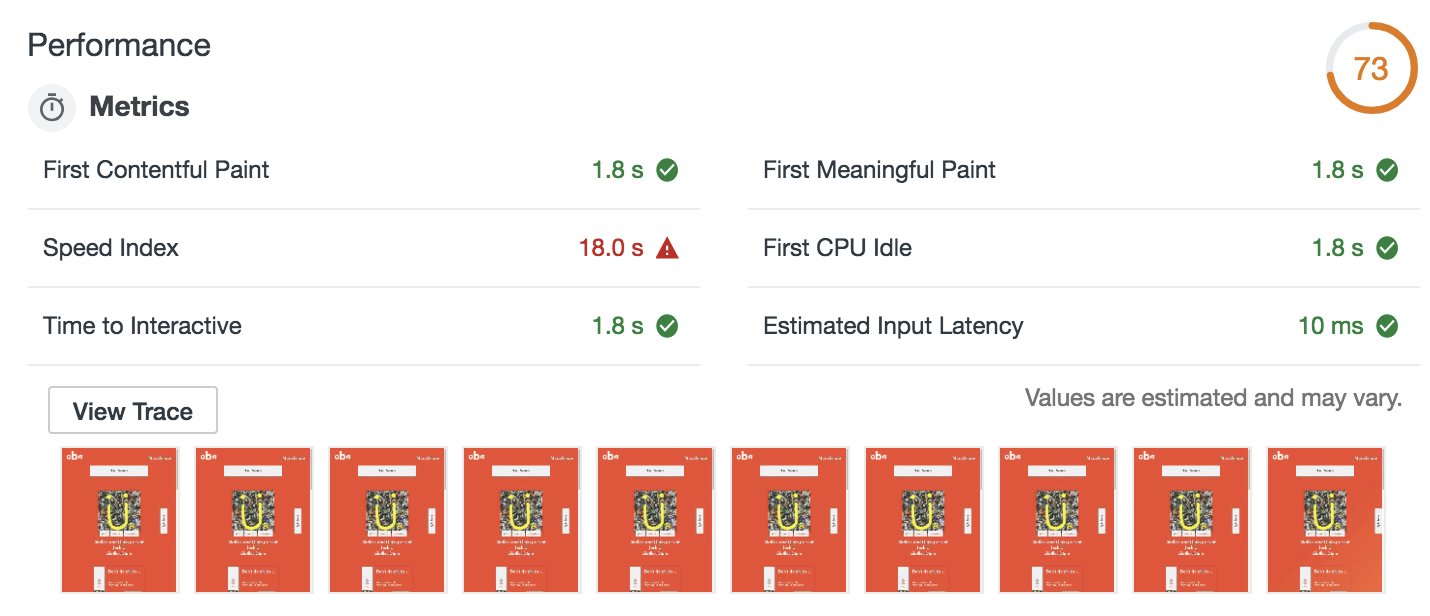 Performance
73
Metrics
First Contentful Paint 1.8 s
First Meaningful Paint 1.8 s
Speed Index 18.0 s
First CPU Idle 1.8 s
Time to Interactive 1.8 s
Estimated Input Latency 10 ms
View Trace
Values are estimated and may vary.